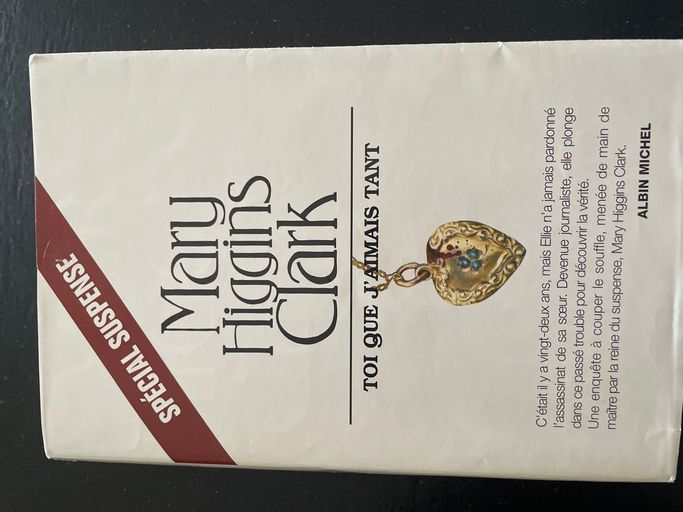 SPÉCIAL SUSPENSE
Mary
Higgins
Clark
TOI QUE J'AIMAIS TANT
C'était il y a vingt-deux ans, mais Ellie n'a jamais pardonné
l'assassinat de sa sœur. Devenue journaliste, elle plonge
dans ce passé trouble pour découvrir la vérité.
Une enquête à couper le souffle, menée de main de
maître par la reine du suspense, Mary Higgins Clark.
ALBIN MICHEL